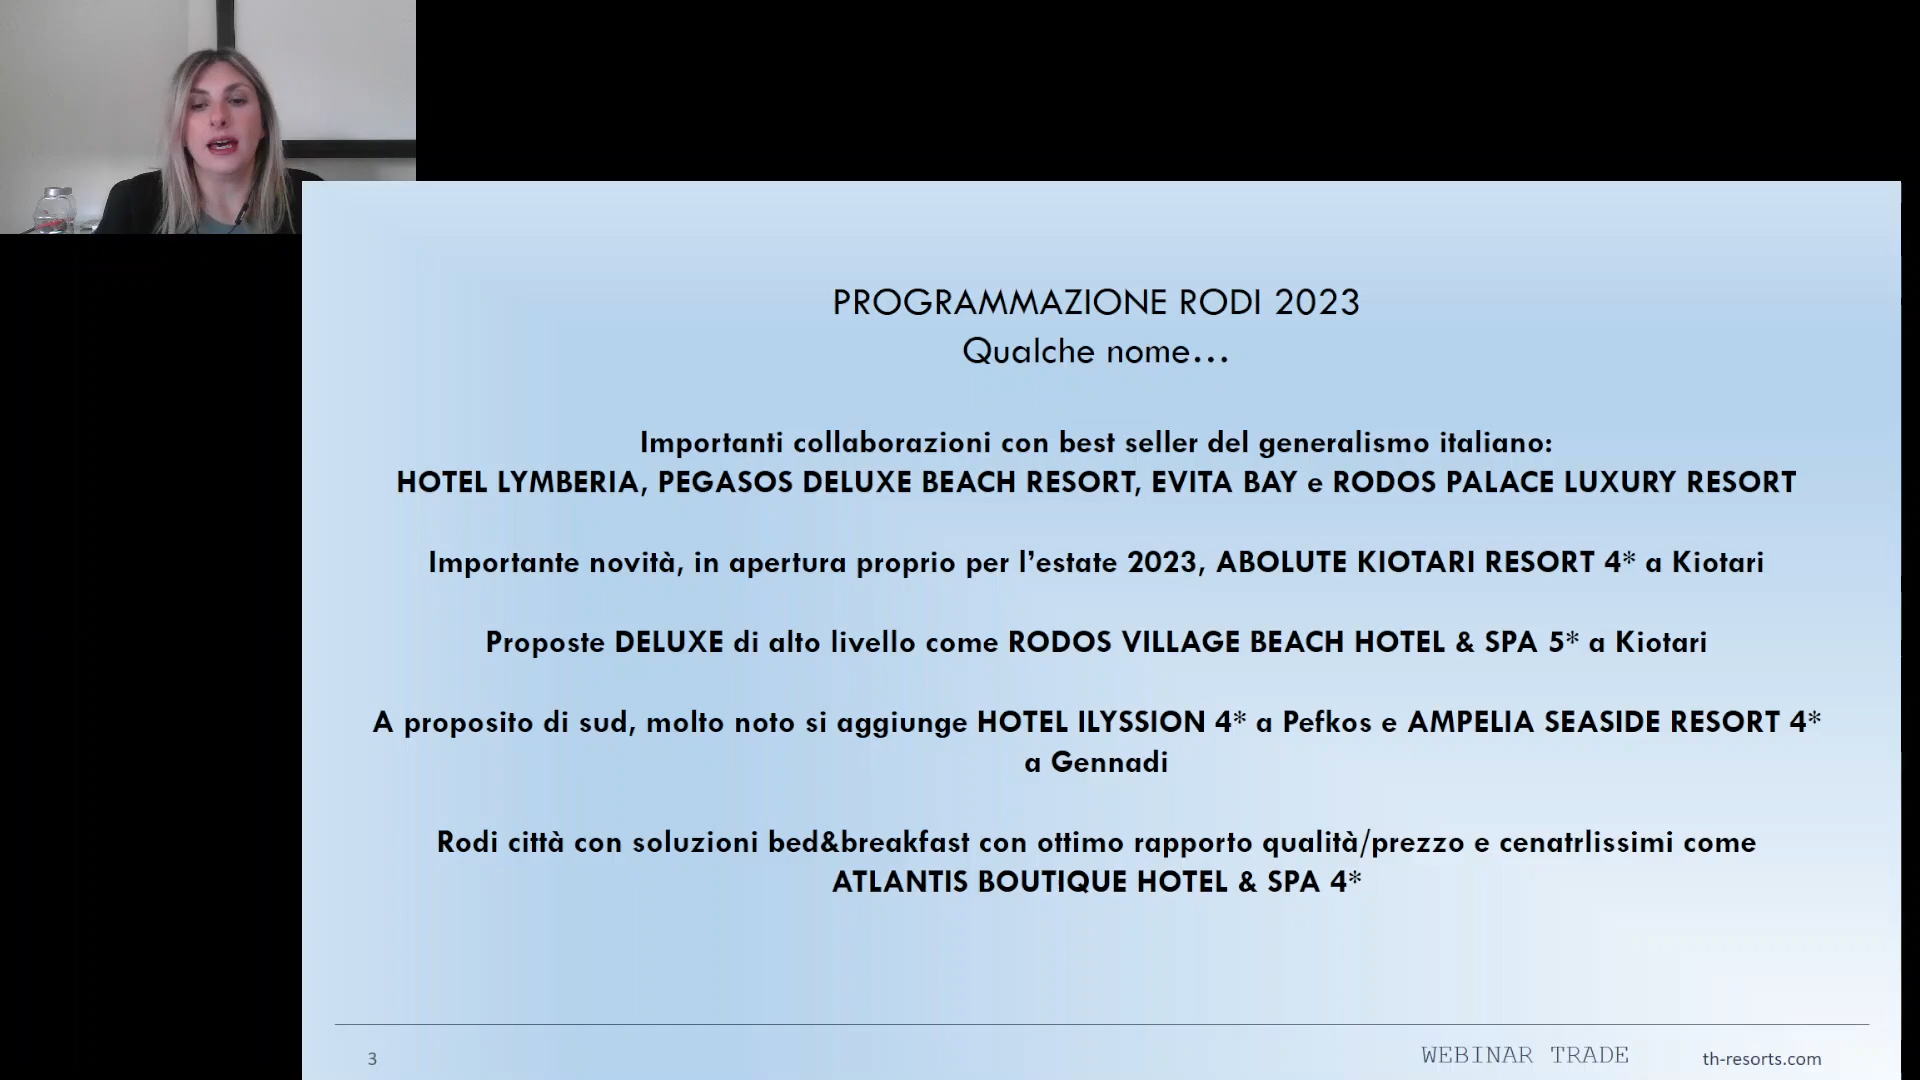 PROGRAMMAZIONE RODI 2023
Qualche nome…
Importanti collaborazioni con best seller del generalismo italiano:
HOTEL LYMBERIA, PEGASOS DELUXE BEACH RESORT, EVITA BAY e RODOS PALACE LUXURY RESORT
Importante novità, in apertura proprio per l’estate 2023, ABOLUTE KIOTARI RESORT 4* a Kiotari
Proposte DELUXE di alto livello come RODOS VILLAGE BEACH HOTEL & SPA 5* a Kiotari
A proposito di sud, molto noto si aggiunge HOTEL ILYSSION 4* a Pefkos e AMPELIA SEASIDE RESORT 4*
a Gennadi
Rodi città con soluzioni bed&breakfast con ottimo rapporto qualità/prezzo e cenatrlissimi come
ATLANTIS BOUTIQUE HOTEL & SPA 4*
3
WEBINAR TRADE
th-resorts.com